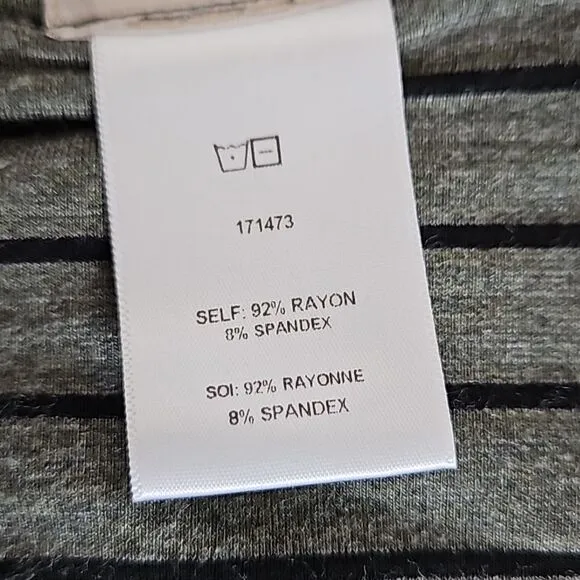 171473
SELF: 92% RAYON
8% SPANDEX
SOI: 92% RAYONNE
8% SPANDEX